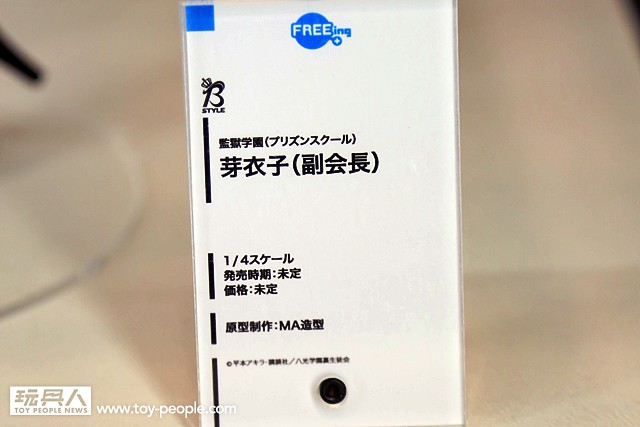 FREEing
B
STYLE
監獄学園(プリズンスクール)
芽衣子(副会長)
1/4スケール
発売時期:未定
価格:未定
原型制作:MA造型
©平本アキラ・講談社/八光学園裏生徒会
玩具人
TOY PEOPLE NEWS
www.toy-people.com